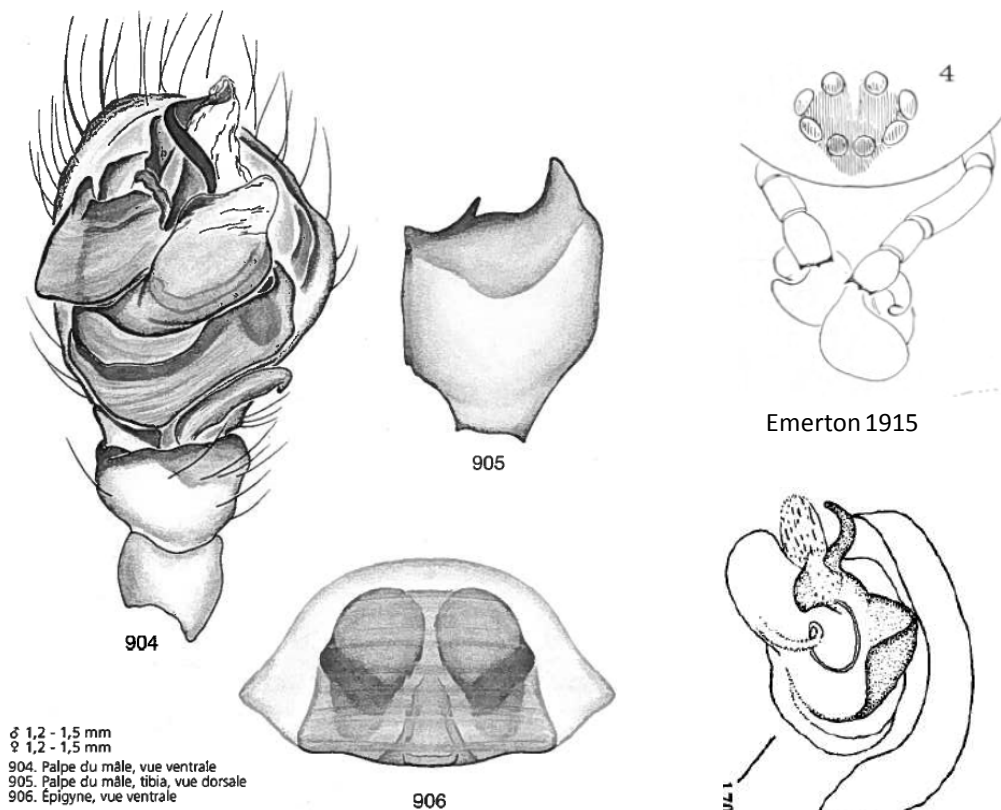 4
Emerton 1915
905
904
♂ 1,2 - 1,5 mm
♀ 1,2 - 1,5 mm
904. Palpe du mâle, vue ventrale
905. Palpe du mâle, tibia, vue dorsale
906. Épigyne, vue ventrale
906